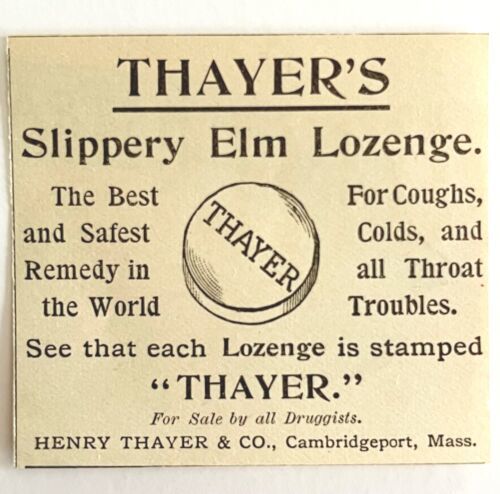 THAYER'S
Slippery Elm Lozenge.
The Best
and Safest
Remedy in
the World
THAYER
For Coughs,
Colds, and
all Throat
Troubles.
See that each Lozenge is stamped
"THAYER."
For Sale by all Druggists.
HENRY THAYER & CO., Cambridgeport, Mass.